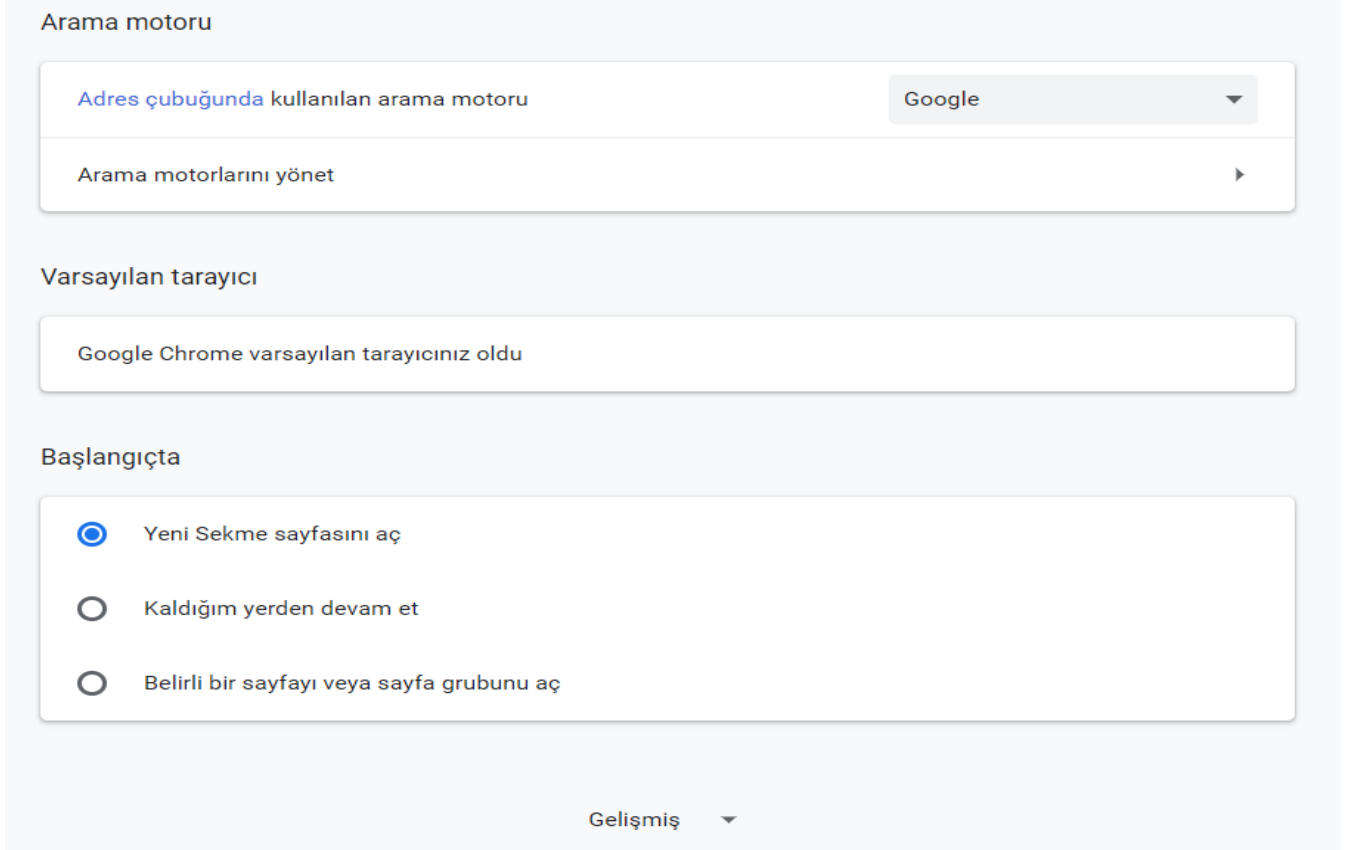 Arama motoru
Adres çubuğunda kullanılan arama motoru
Google
Arama motorlarını yönet
Varsayılan tarayıcı
Google Chrome varsayılan tarayıcınız oldu
Başlangıçta
Yeni Sekme sayfasını aç
Kaldığım yerden devam et
Belirli bir sayfayı veya sayfa grubunu aç
Gelişmiş